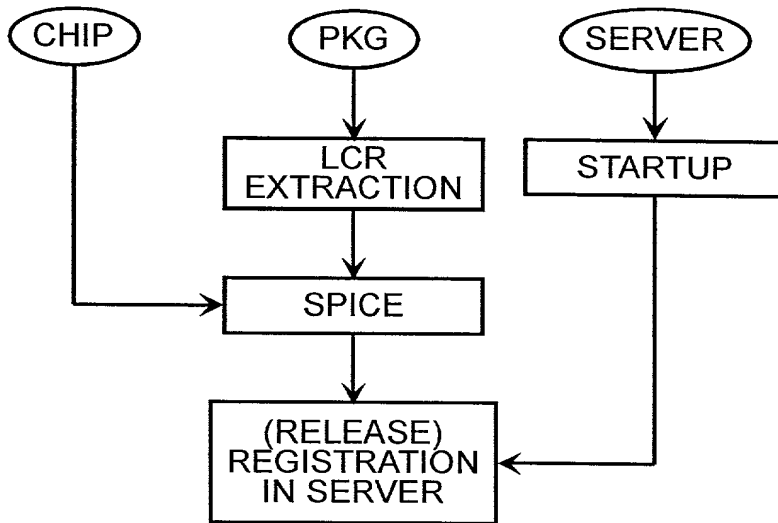 CHIP
PKG
SERVER
LCR
EXTRACTION
STARTUP
SPICE
(RELEASE)
REGISTRATION
IN SERVER